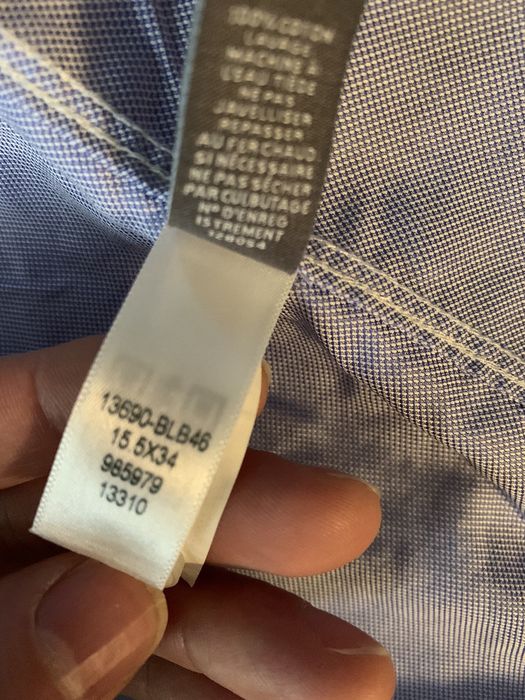 100% COTTON
LAVAGE
MACHINE À
L'EAU TIÈDE
NE PAS
JAVELLISER
REPASSER
AU FER CHAUD
SI NÉCESSAIRE
NE PAS SÉCHER
PAR CULBUTAGE
Nº D'ENREG
ISTREMENT
13690-BLB46
15.5X34
985979
13310